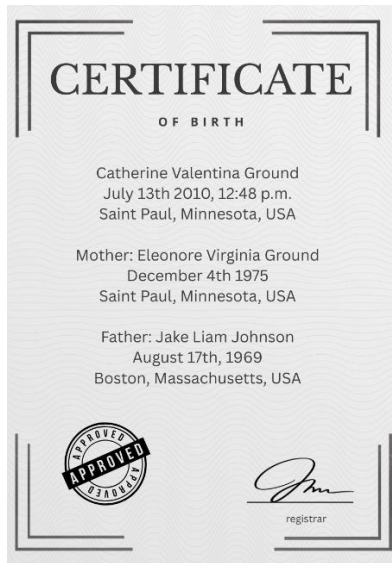 CERTIFICATE
OF BIRTH
Catherine Valentina Ground
July 13th 2010, 12:48 p.m.
Saint Paul, Minnesota, USA
Mother: Eleonore Virginia Ground
December 4th 1975
Saint Paul, Minnesota, USA
Father: Jake Liam Johnson
August 17th, 1969
Boston, Massachusetts, USA
APPROVED
APPROVED
APPROVED
registrar